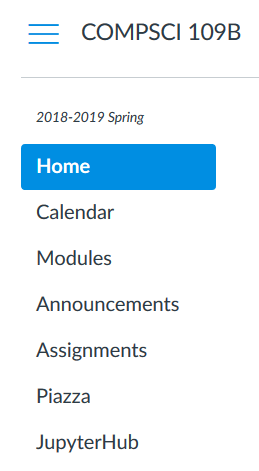 COMPSCI 109B
2018-2019 Spring
Home
Calendar
Modules
Announcements
Assignments
Piazza
JupyterHub